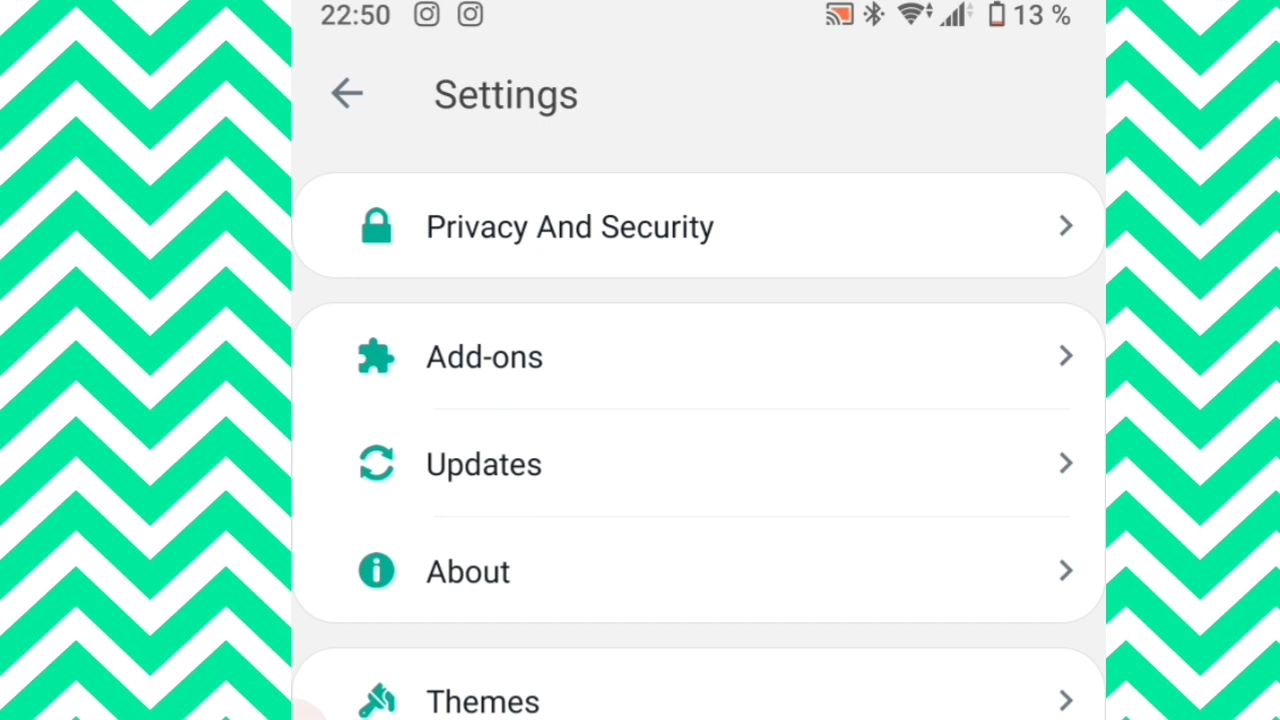 22:50 13 %
Settings
Privacy And Security
Add-ons
Updates
About
Themes